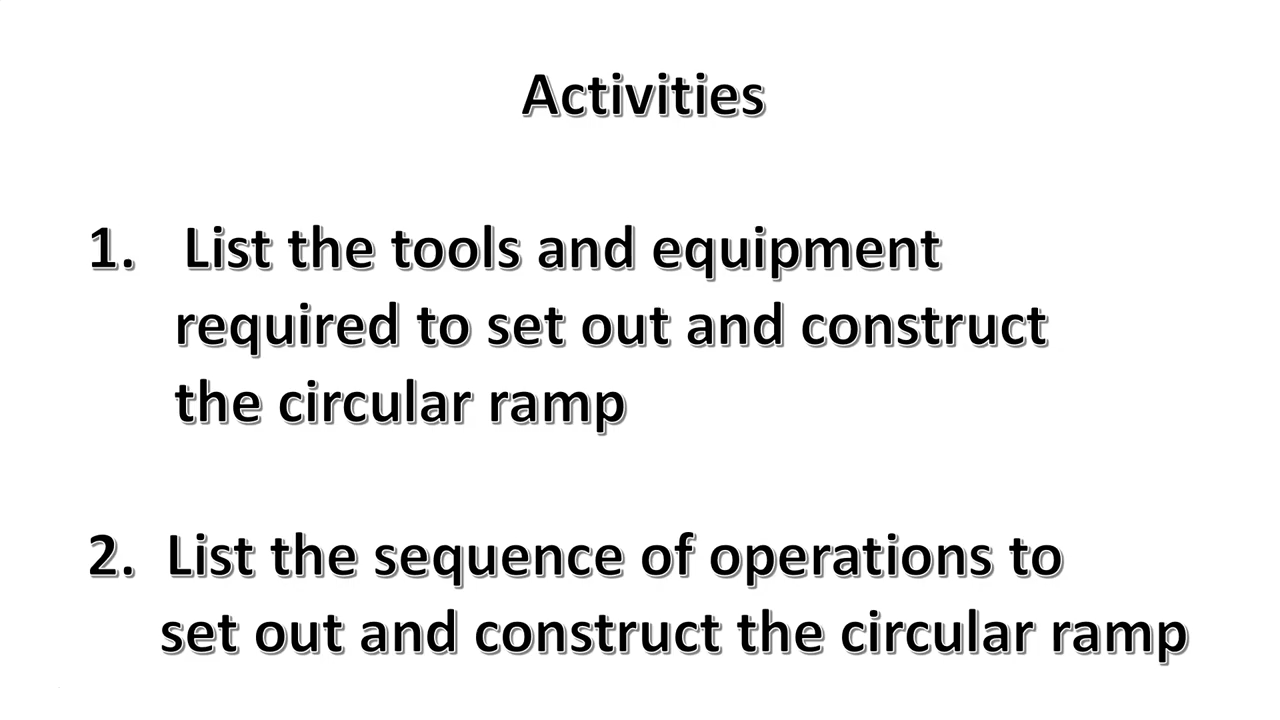 Activities
1. List the tools and equipment
required to set out and construct
the circular ramp
2. List the sequence of operations to
set out and construct the circular ramp